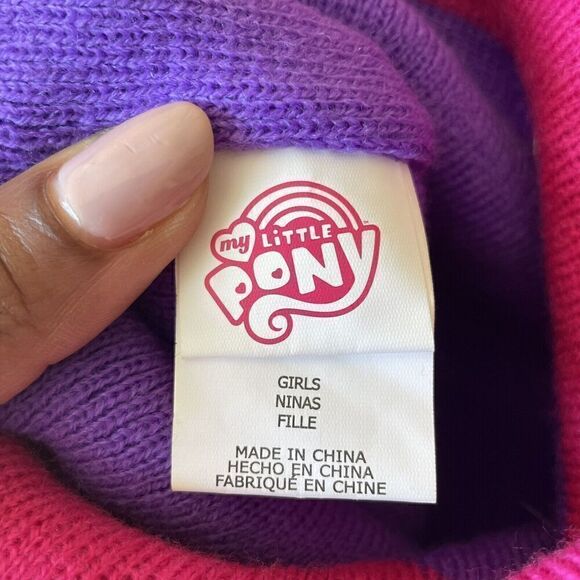 my LiTTLE
PONY
GIRLS
NINAS
FILLE
MADE IN CHINA
HECHO EN CHINA
FABRIQUÉ EN CHINE